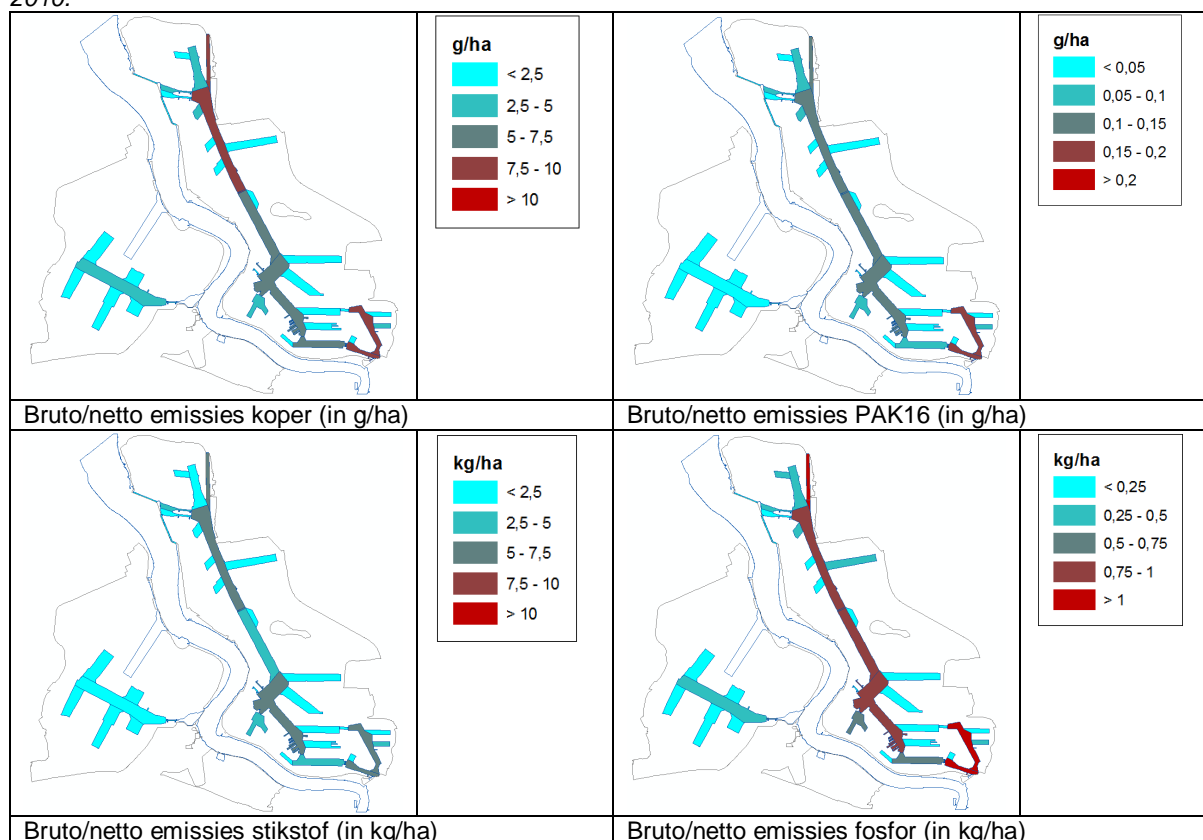 2010.
g/ha
< 2,5
2,5 - 5
5 - 7,5
7,5 - 10
> 10
g/ha
< 0,05
0,05 - 0,1
0,1 - 0,15
0,15 - 0,2
> 0,2
Bruto/netto emissies koper (in g/ha)
Bruto/netto emissies PAK16 (in g/ha)
kg/ha
< 2,5
2,5 - 5
5 - 7,5
7,5 - 10
> 10
kg/ha
< 0,25
0,25 - 0,5
0,5 - 0,75
0,75 - 1
> 1
Bruto/netto emissies stikstof (in kg/ha)
Bruto/netto emissies fosfor (in kg/ha)